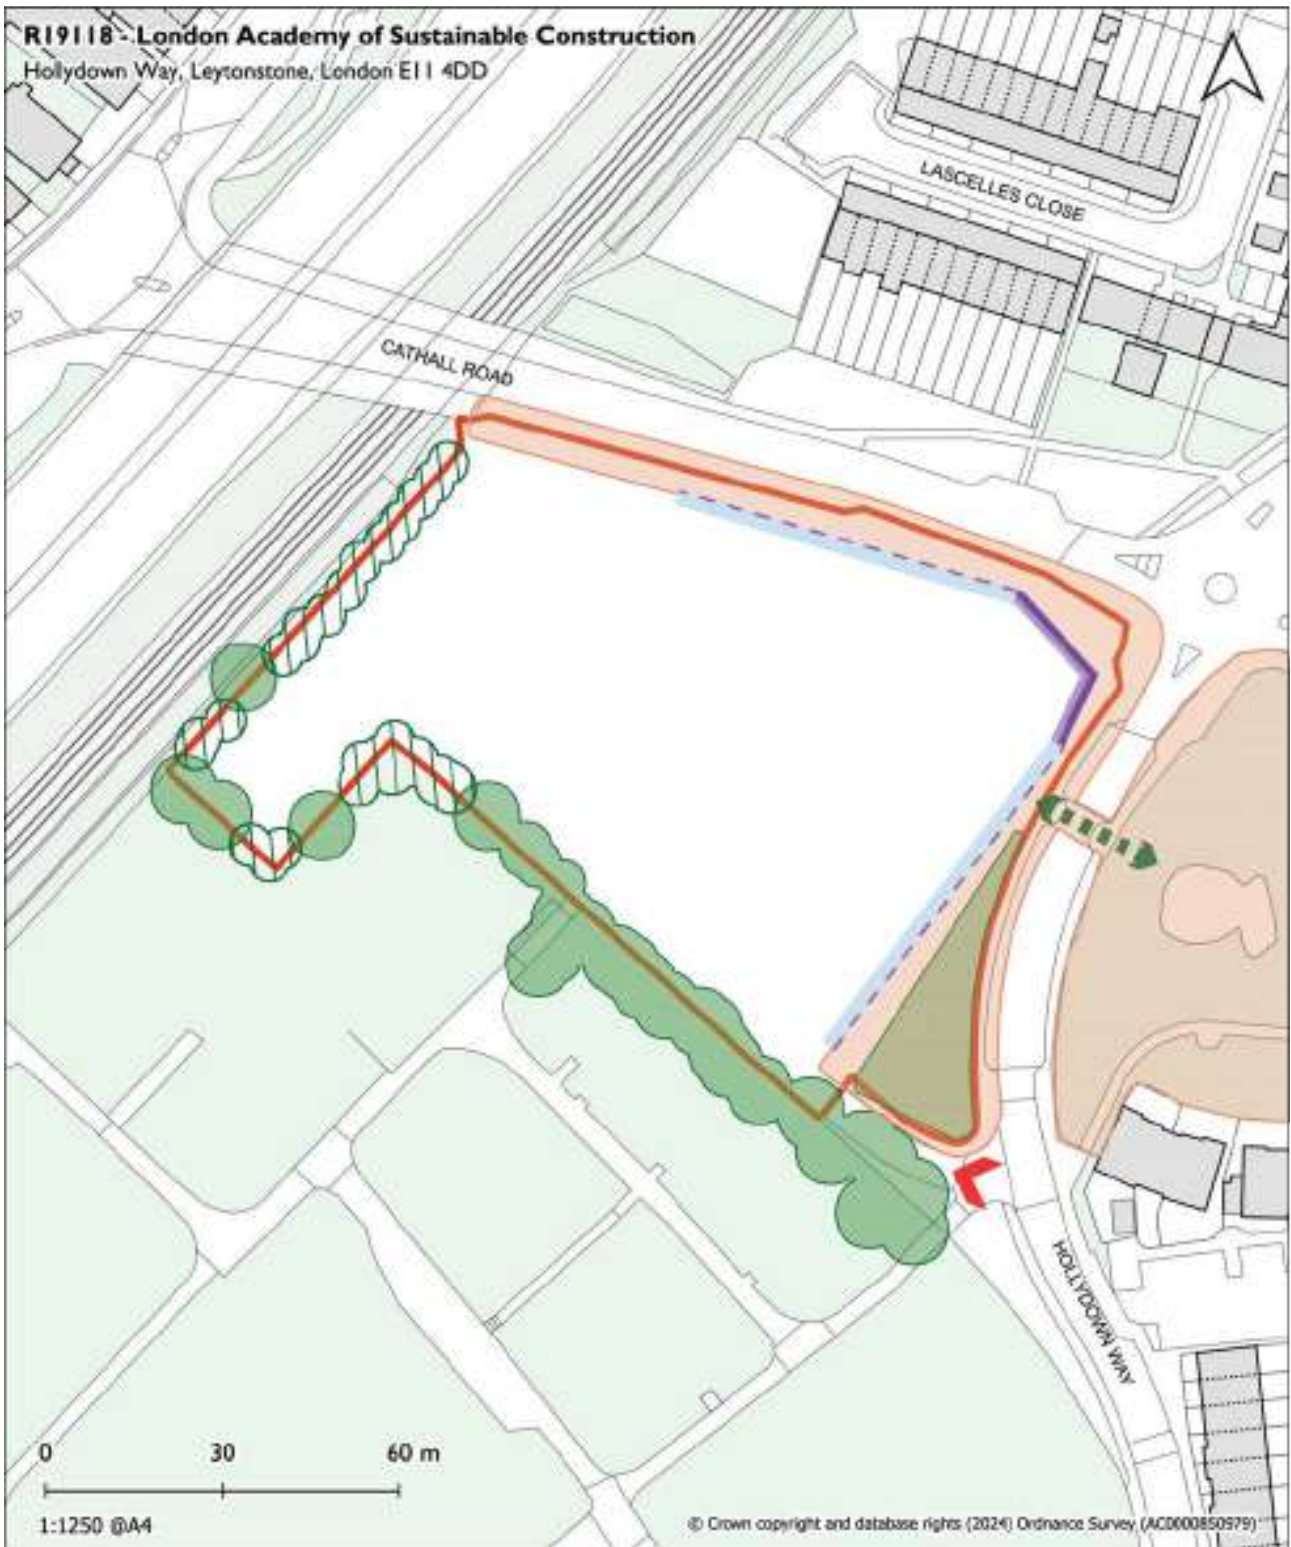 R19118 - London Academy of Sustainable Construction
Hollydown Way, Leytonstone, London E11 4DD
LASCELLES CLOSE
CATHALL ROAD
HOLLYDOWN WAY
0 30 60 m
1:1250 @A4
© Crown copyright and database rights (2024) Ordnance Survey (AC0000850979)